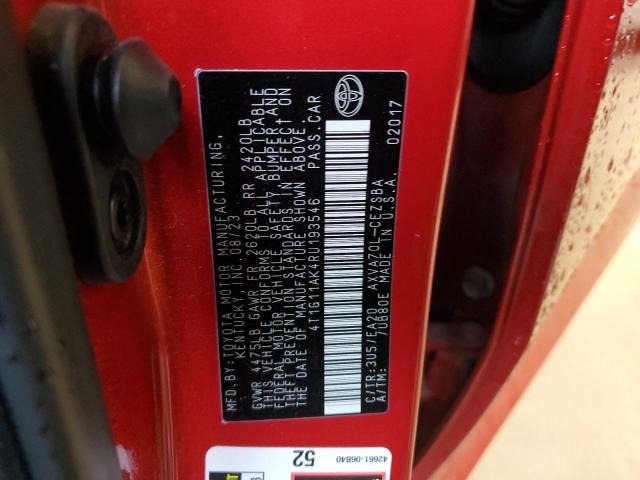 MFD.BY: TOYOTA MOTOR MANUFACTURING,
KENTUCKY, INC. 08/23
GVWR 4475LB GAWR FR 2620LB RR 2420LB
THIS VEHICLE CONFORMS TO ALL APPLICABLE
FEDERAL MOTOR VEHICLE SAFETY, BUMPER AND
THEFT PREVENTION STANDARDS IN EFFECT ON
THE DATE OF MANUFACTURE SHOWN ABOVE.
4T1G11AK4RU193546 PASS.CAR
C/TR: 3U5/EA20 AXVA70L-CEZSBA
A/TM: 70B80E MADE IN U.S.A. 02017
42661-06B40
52